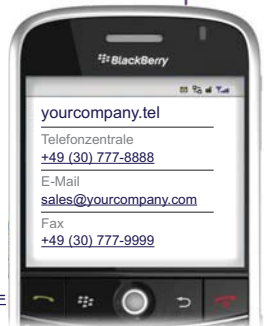 BlackBerry
yourcompany.tel
Telefonzentrale
+49 (30) 777-8888
E-Mail
sales@yourcompany.com
Fax
+49 (30) 777-9999
E